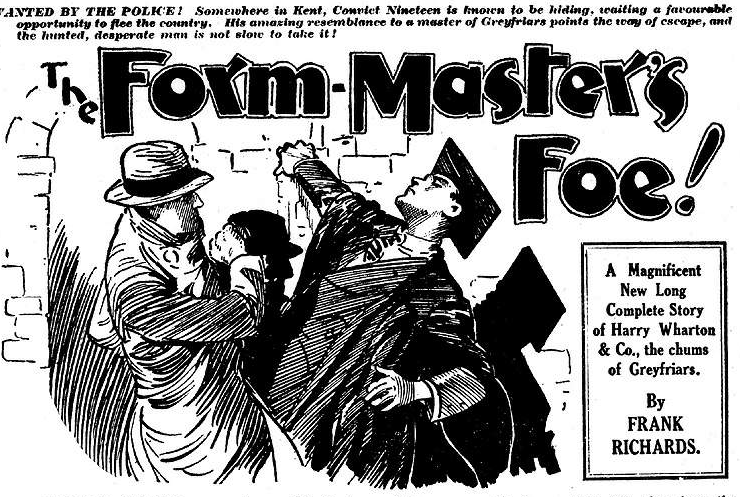 WANTED BY THE POLICE! Somewhere in Kent, Convict Nineteen is known to be hiding, waiting a favourable
opportunity to flee the country. His amazing resemblance to a master of Greyfriars points the way of escape, and
the hunted, desperate man is not slow to take it!
The Form-Master's
Foe!
A Magnificent
New Long
Complete Story
of Harry Wharton
& Co., the chums
of Greyfriars.
By
FRANK
RICHARDS.